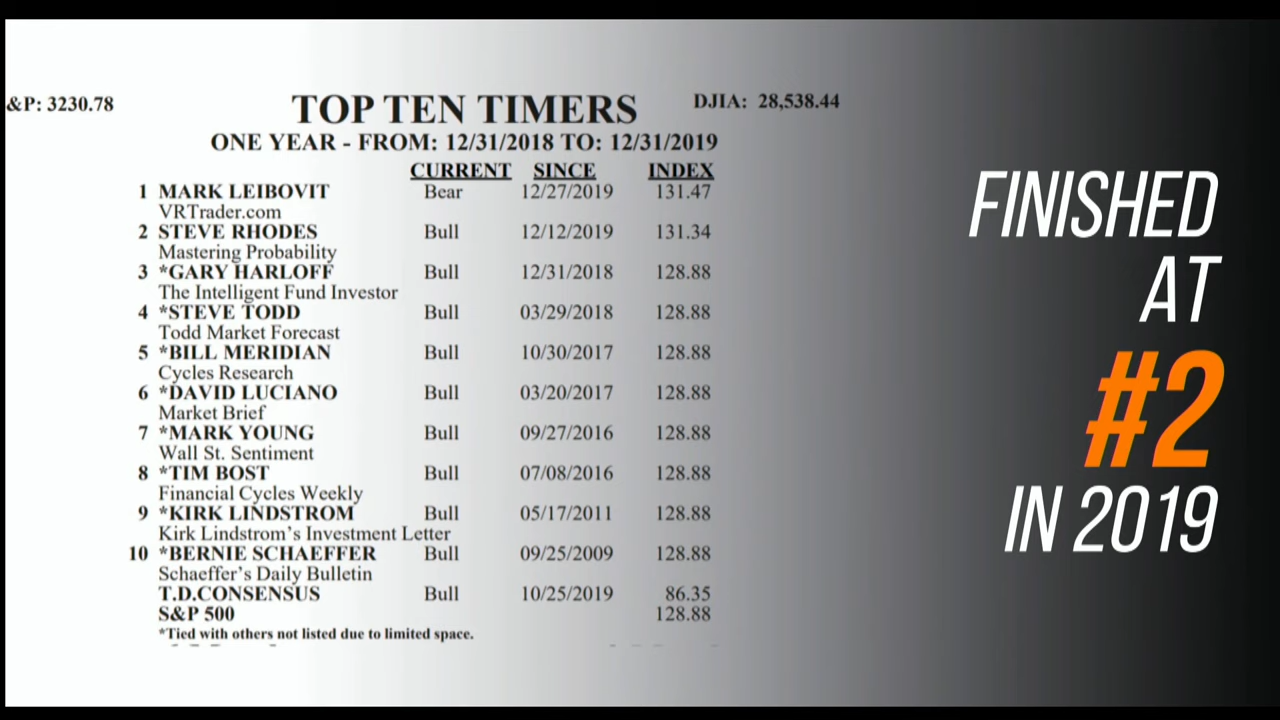 &P: 3230.78
TOP TEN TIMERS
DJIA: 28,538.44
ONE YEAR - FROM: 12/31/2018 TO: 12/31/2019
CURRENT SINCE INDEX
1 MARK LEIBOVIT Bear 12/27/2019 131.47
VRTrader.com
2 STEVE RHODES Bull 12/12/2019 131.34
Mastering Probability
3 *GARY HARLOFF Bull 12/31/2018 128.88
The Intelligent Fund Investor
4 *STEVE TODD Bull 03/29/2018 128.88
Todd Market Forecast
5 *BILL MERIDIAN Bull 10/30/2017 128.88
Cycles Research
6 *DAVID LUCIANO Bull 03/20/2017 128.88
Market Brief
7 *MARK YOUNG Bull 09/27/2016 128.88
Wall St. Sentiment
8 *TIM BOST Bull 07/08/2016 128.88
Financial Cycles Weekly
9 *KIRK LINDSTROM Bull 05/17/2011 128.88
Kirk Lindstrom's Investment Letter
10 *BERNIE SCHAEFFER Bull 09/25/2009 128.88
Schaeffer's Daily Bulletin
T.D.CONSENSUS Bull 10/25/2019 86.35
S&P 500 128.88
*Tied with others not listed due to limited space.
FINISHED
AT
#2
IN 2019